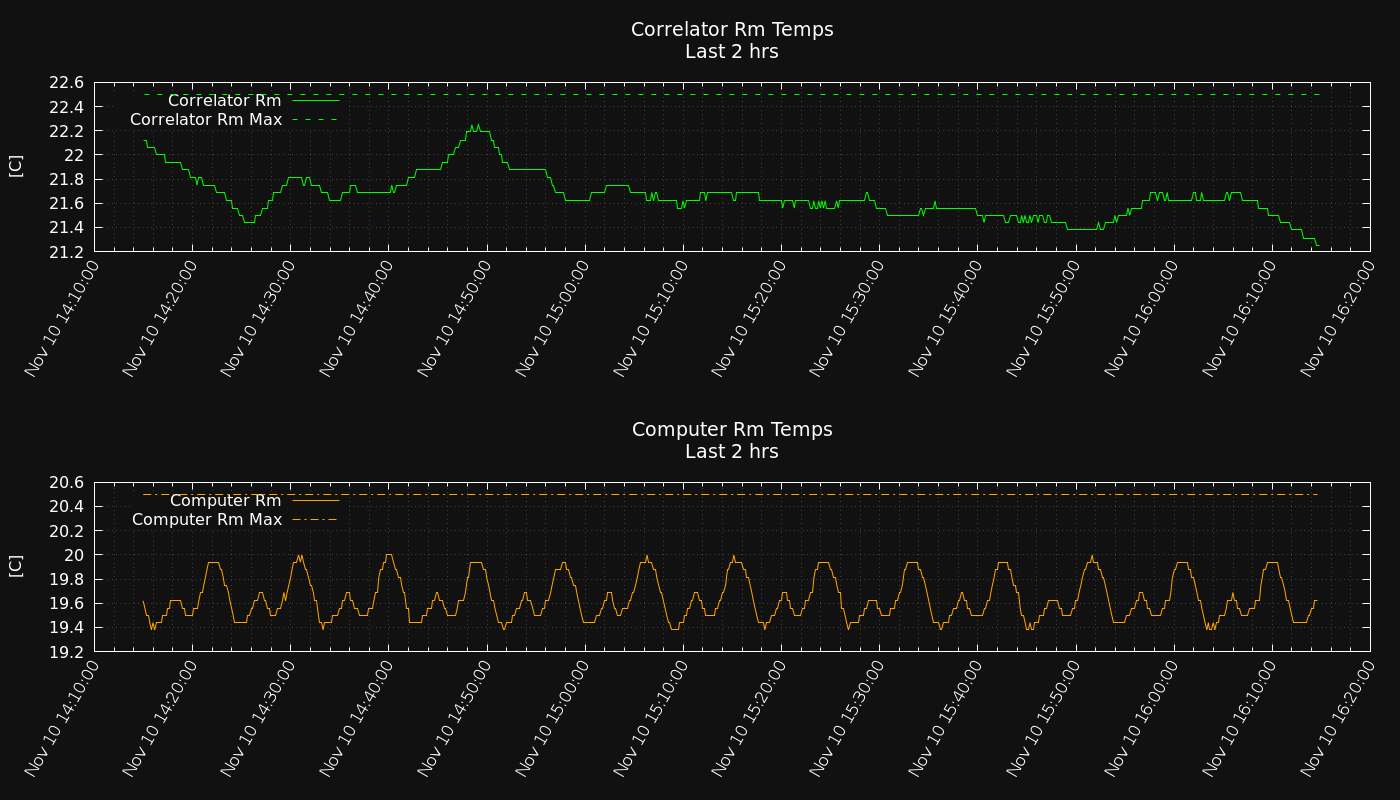 Correlator Rm Temps
Last 2 hrs
22.6
22.4
22.2
22
21.8
21.6
21.4
21.2
[C]
Correlator Rm
Correlator Rm Max
Nov 10 14:10:00
Nov 10 14:20:00
Nov 10 14:30:00
Nov 10 14:40:00
Nov 10 14:50:00
Nov 10 15:00:00
Nov 10 15:10:00
Nov 10 15:20:00
Nov 10 15:30:00
Nov 10 15:40:00
Nov 10 15:50:00
Nov 10 16:00:00
Nov 10 16:10:00
Nov 10 16:20:00
Computer Rm Temps
Last 2 hrs
20.6
20.4
20.2
20
19.8
19.6
19.4
19.2
[C]
Computer Rm
Computer Rm Max
Nov 10 14:10:00
Nov 10 14:20:00
Nov 10 14:30:00
Nov 10 14:40:00
Nov 10 14:50:00
Nov 10 15:00:00
Nov 10 15:10:00
Nov 10 15:20:00
Nov 10 15:30:00
Nov 10 15:40:00
Nov 10 15:50:00
Nov 10 16:00:00
Nov 10 16:10:00
Nov 10 16:20:00